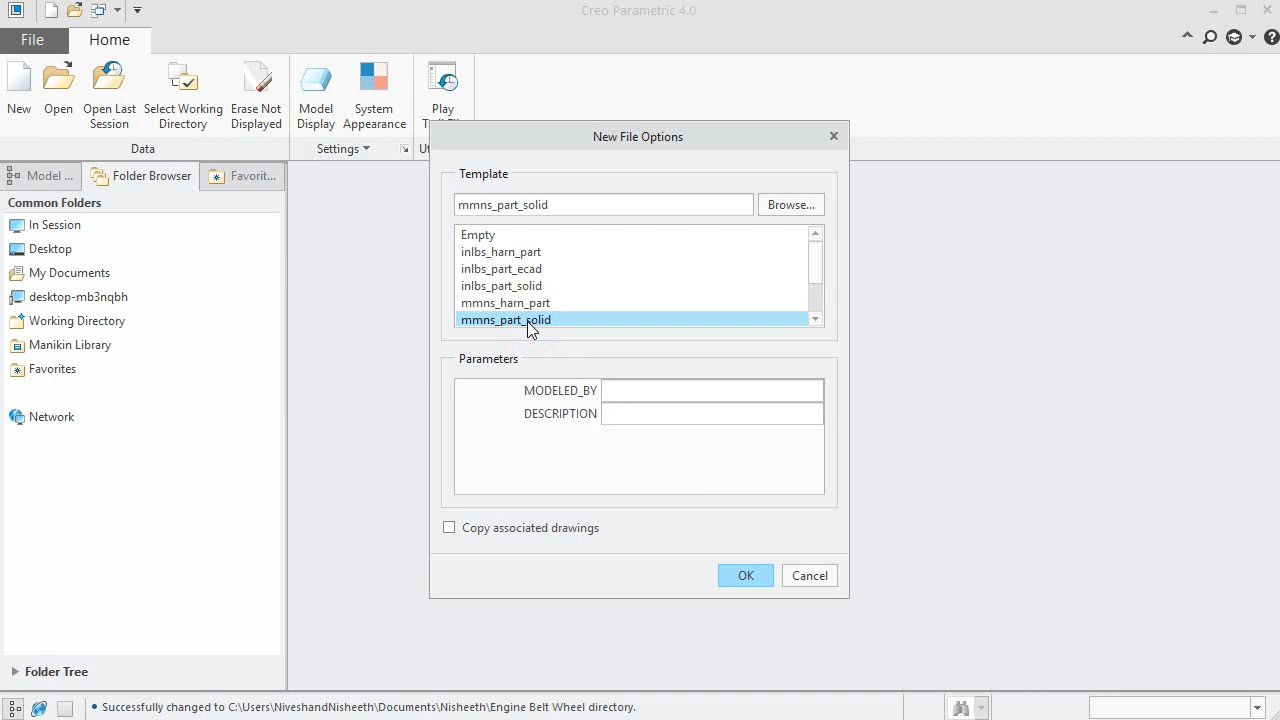 Creo Parametric 4.0
File
Home
New
Open
Open Last Session
Select Working Directory
Erase Not Displayed
Model Display
System Appearance
Play
Data
Settings
New File Options
Model ...
Folder Browser
Favorit...
Common Folders
In Session
Desktop
My Documents
desktop-mb3nqbh
Working Directory
Manikin Library
Favorites
Network
Folder Tree
Template
mmns_part_solid
Browse...
Empty
inlbs_harn_part
inlbs_part_ecad
inlbs_part_solid
mmns_harn_part
mmns_part_solid
Parameters
MODELED_BY
DESCRIPTION
Copy associated drawings
OK
Cancel
• Successfully changed to C:\Users\NiveshandNisheeth\Documents\Nisheeth\Engine Belt Wheel directory.